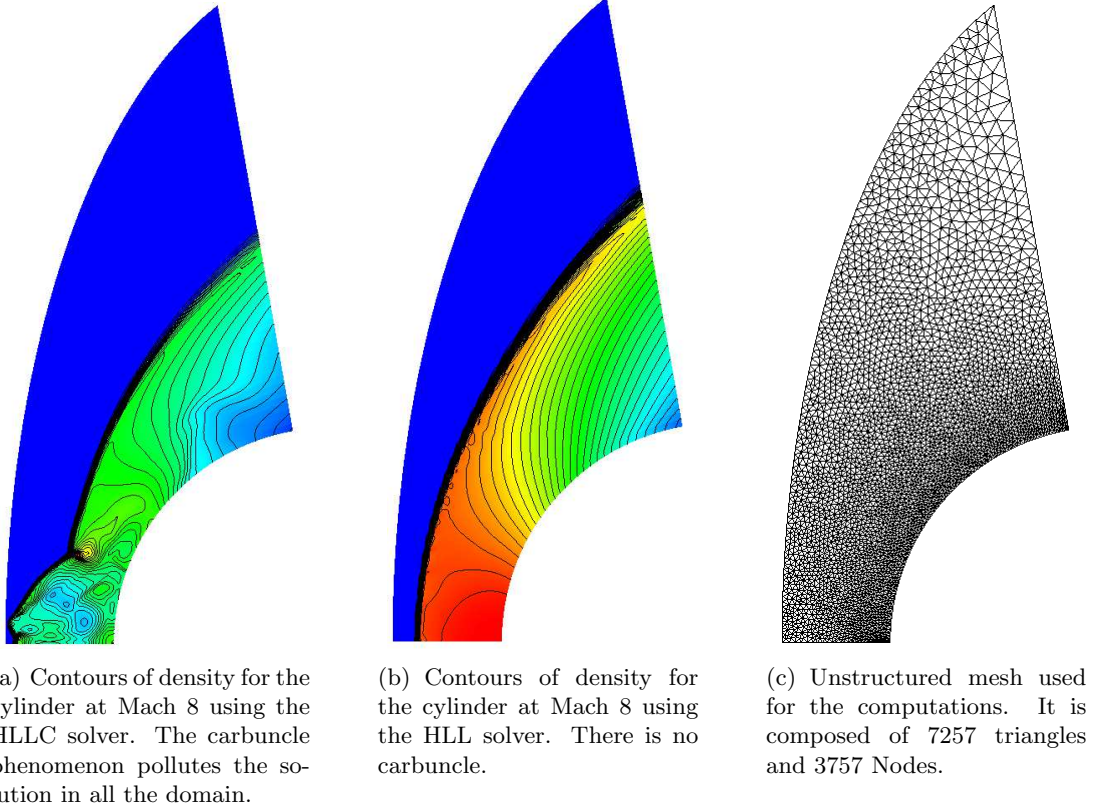 a) Contours of density for the
ylinder at Mach 8 using the
HLLC solver. The carbuncle
phenomenon pollutes the so-
ution in all the domain.
(b) Contours of density for
the cylinder at Mach 8 using
the HLL solver. There is no
carbuncle.
(c) Unstructured mesh used
for the computations. It is
composed of 7257 triangles
and 3757 Nodes.